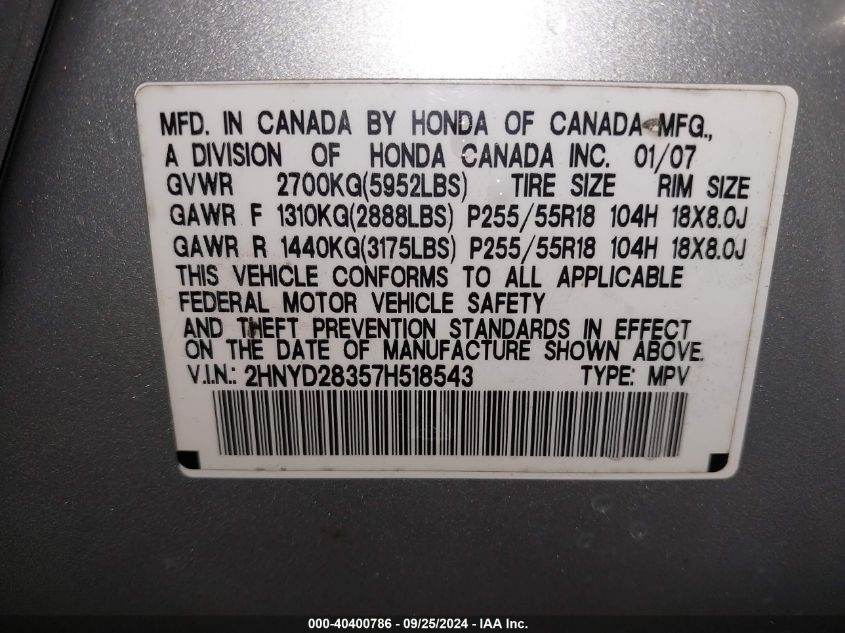 MFD. IN CANADA BY HONDA OF CANADA MFG.,
A DIVISION OF HONDA CANADA INC. 01/07
GVWR 2700KG(5952LBS) TIRE SIZE RIM SIZE
GAWR F 1310KG(2888LBS) P255/55R18 104H 18X8.0J
GAWR R 1440KG(3175LBS) P255/55R18 104H 18X8.0J
THIS VEHICLE CONFORMS TO ALL APPLICABLE
FEDERAL MOTOR VEHICLE SAFETY
AND THEFT PREVENTION STANDARDS IN EFFECT
ON THE DATE OF MANUFACTURE SHOWN ABOVE.
V.I.N.: 2HNYD28357H518543 TYPE: MPV
000-40400786 - 09/25/2024 - IAA Inc.